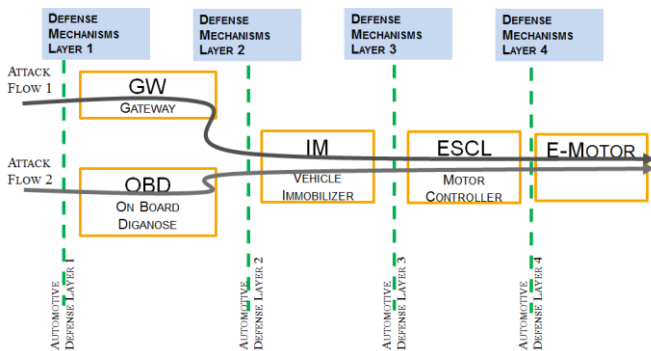 DEFENSE
MECHANISMS
LAYER 1
DEFENSE
MECHANISMS
LAYER 2
DEFENSE
MECHANISMS
LAYER 3
DEFENSE
MECHANISMS
LAYER 4
ATTACK
FLOW 1
GW
GATEWAY
IM
VEHICLE
IMMOBILIZER
ESCL
MOTOR
CONTROLLER
E-MOTOR
ATTACK
FLOW 2
OBD
ON BOARD
DIGANOSE
AUTOMOTIVE
DEFENSE LAYER 1
AUTOMOTIVE
DEFENSE LAYER 2
AUTOMOTIVE
DEFENSE LAYER 3
AUTOMOTIVE
DEFENSE LAYER 4